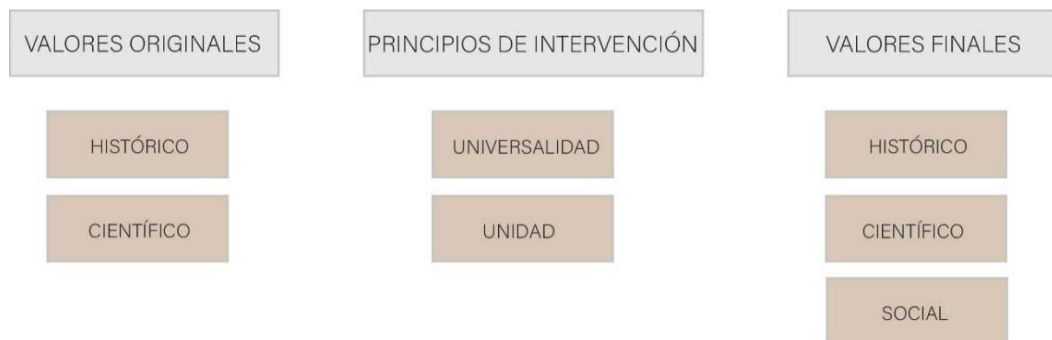 VALORES ORIGINALES
PRINCIPIOS DE INTERVENCIÓN
VALORES FINALES
HISTÓRICO
UNIVERSALIDAD
HISTÓRICO
CIENTÍFICO
UNIDAD
CIENTÍFICO
SOCIAL